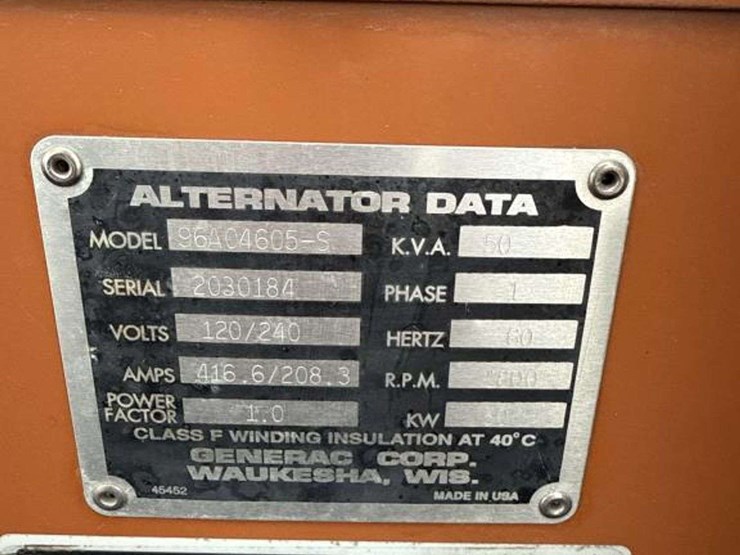 ALTERNATOR DATA
MODEL 96A04605-S K.V.A. 50
SERIAL 2030184 PHASE 1
VOLTS 120/240 HERTZ 60
AMPS 416.6/208.3 R.P.M.
POWER FACTOR 1.0 KW
CLASS F WINDING INSULATION AT 40°C
GENERAC CORP.
WAUKESHA, WIS.
45452 MADE IN USA